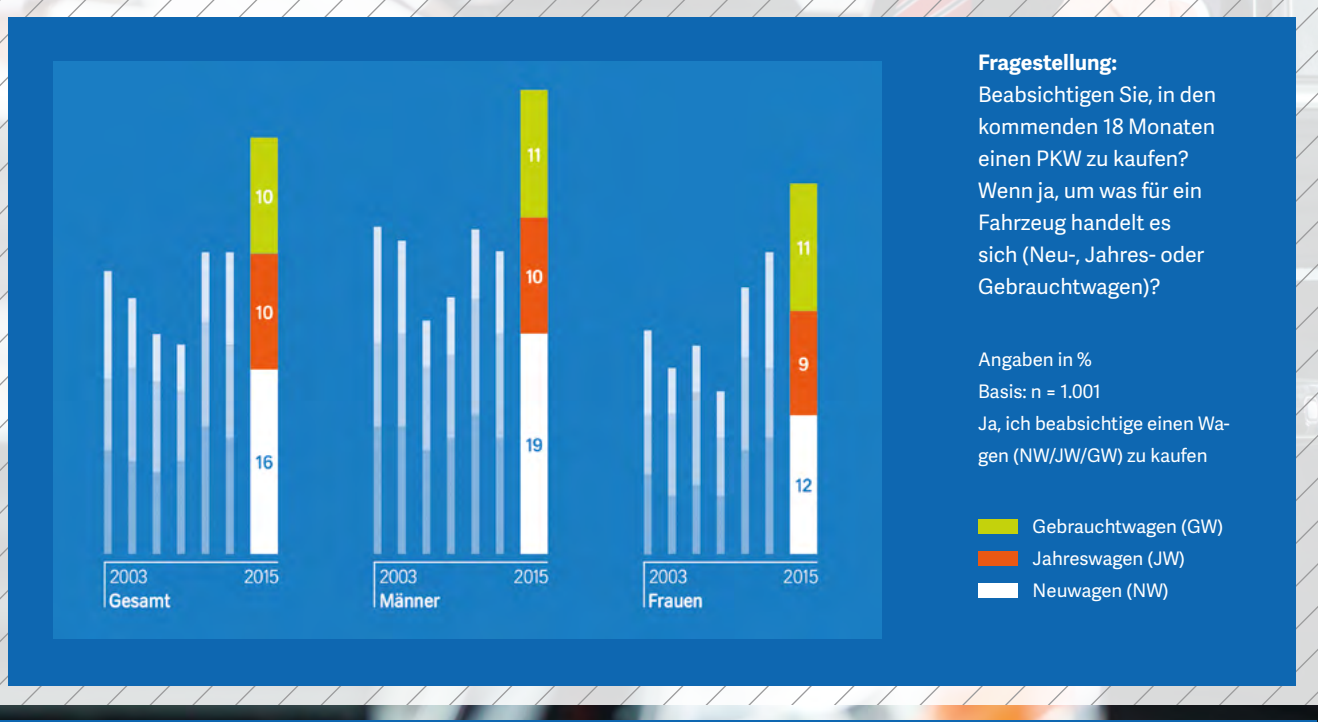 10
10
16
2003 2015
Gesamt
11
10
19
2003 2015
Männer
11
9
12
2003 2015
Frauen
Fragestellung:
Beabsichtigen Sie, in den
kommenden 18 Monaten
einen PKW zu kaufen?
Wenn ja, um was für ein
Fahrzeug handelt es
sich (Neu-, Jahres- oder
Gebrauchtwagen)?
Angaben in %
Basis: n = 1.001
Ja, ich beabsichtige einen Wa-
gen (NW/JW/GW) zu kaufen
Gebrauchtwagen (GW)
Jahreswagen (JW)
Neuwagen (NW)